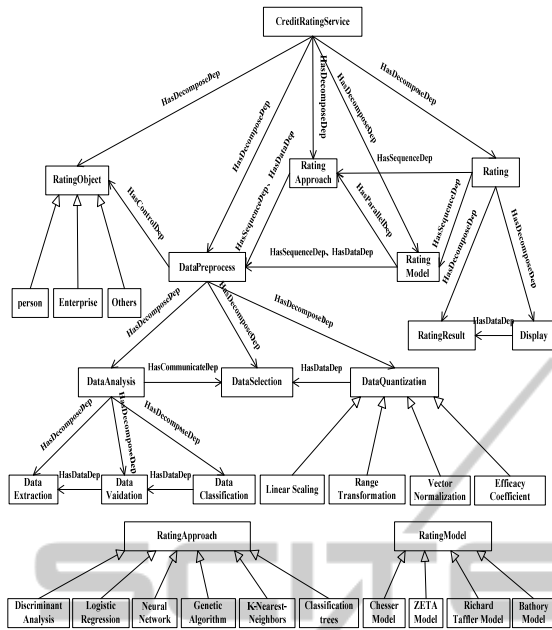 CreditRatingService
HasDecomposeDep
HasDecomposeDep
HasDecomposeDep
HasDecomposeDep
HasDecomposeDep
RatingObject
Rating
Approach
Rating
HasSequenceDep
HasControlDep
HasSequenceDep、HasDataDep
HasParallelDep
HasSequenceDep
HasDecomposeDep
HasDecomposeDep
DataPreprocess
HasSequenceDep、HasDataDep
Rating
Model
person
Enterprise
Others
HasDecomposeDep
HasDecomposeDep
HasDecomposeDep
RatingResult
HasDataDep
Display
DataAnalysis
HasCommunicateDep
DataSelection
HasDataDep
DataQuantization
HasDecomposeDep
HasDecomposeDep
HasDecomposeDep
Data
Extraction
HasDataDep
Data
Vaidation
HasDataDep
Data
Classification
Linear Scaling
Range
Transformation
Vector
Normalization
Efficacy
Coefficient
RatingApproach
RatingModel
Discriminant
Analysis
Logistic
Regression
Neural
Network
Genetic
Algorithm
K-Nearest-
Neighbors
Classification
trees
Chesser
Model
ZETA
Model
Richard
Taffler Model
Bathory
Model
SCITE